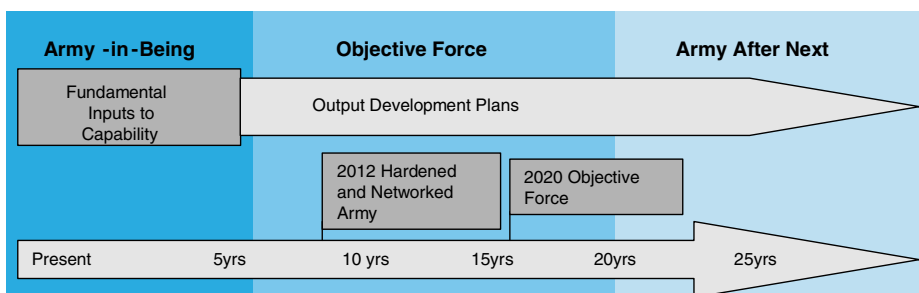 Army -in-Being
Objective Force
Army After Next
Fundamental
Inputs to
Capability
Output Development Plans
2012 Hardened
and Networked
Army
2020 Objective
Force
Present 5yrs 10 yrs 15yrs 20yrs 25yrs